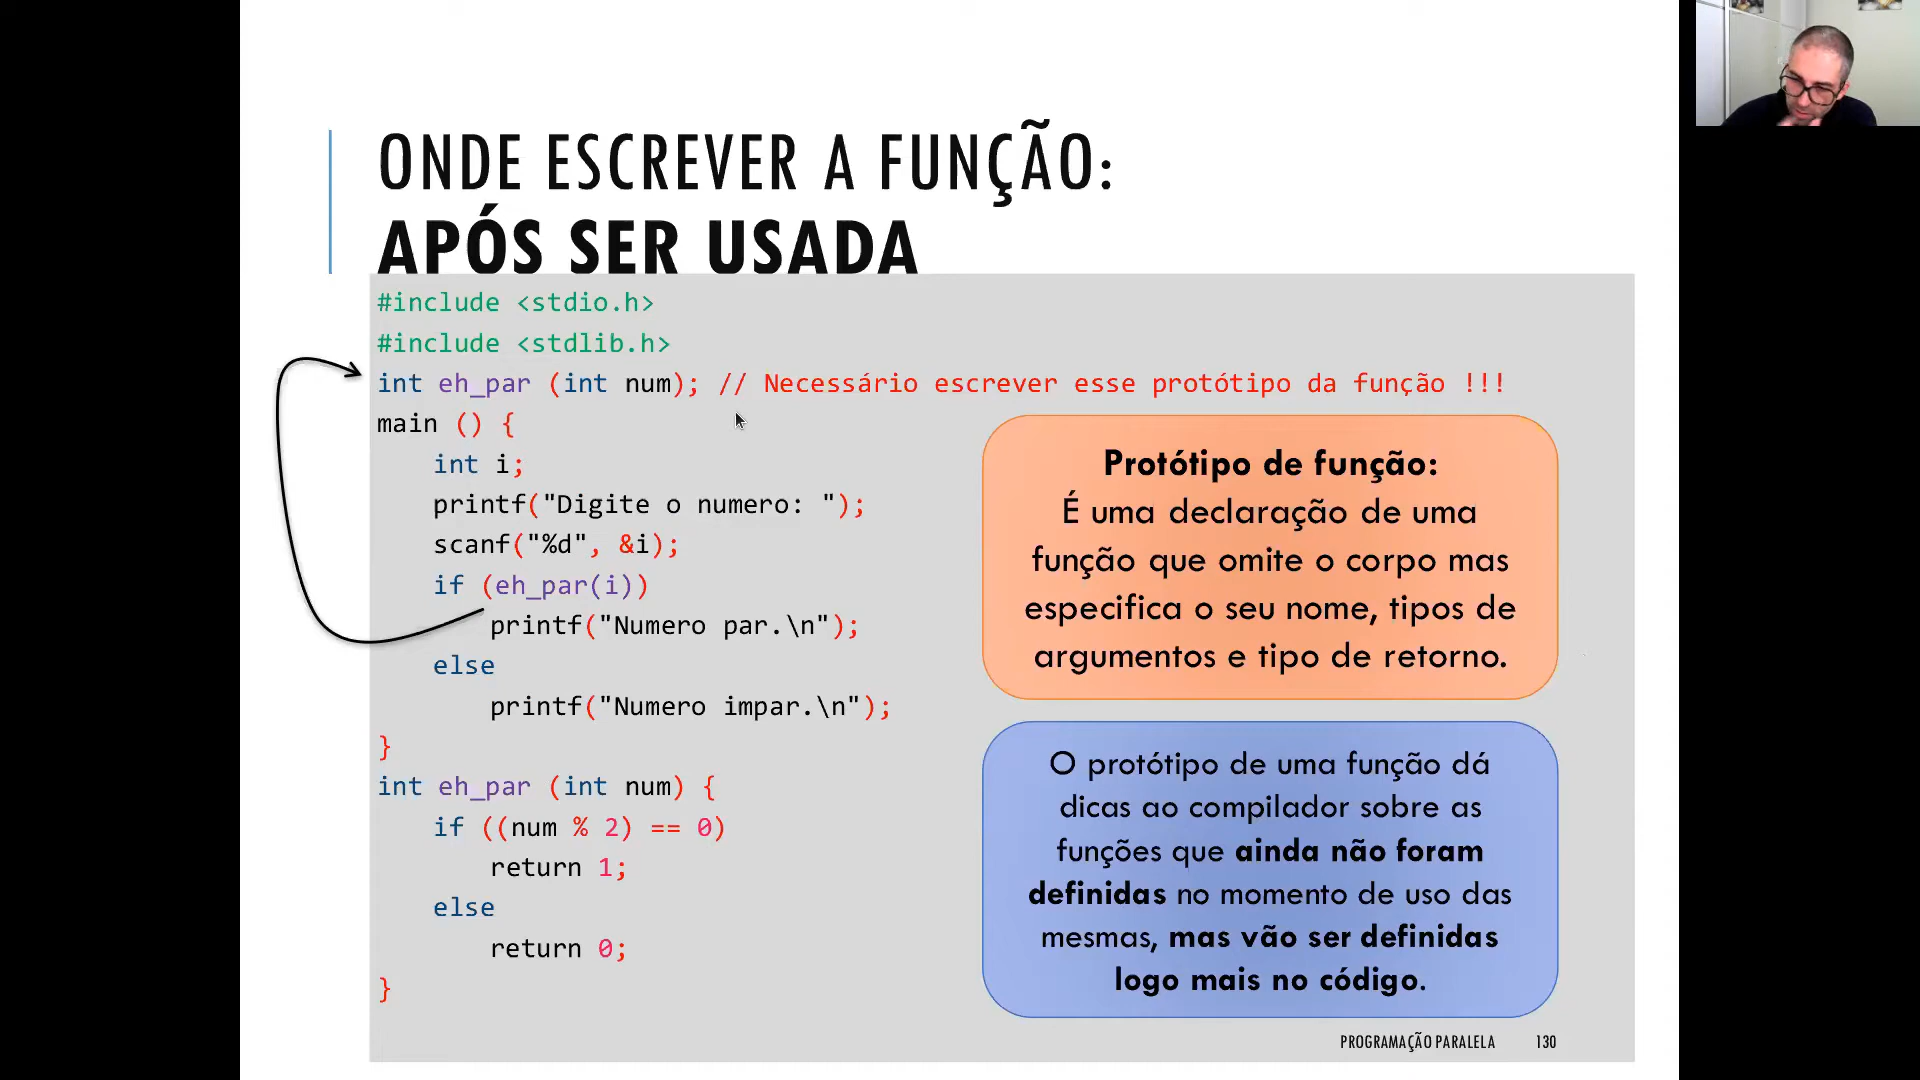 ONDE ESCREVER A FUNÇÃO:
APÓS SER USADA
#include <stdio.h>
#include <stdlib.h>
int eh_par (int num); // Necessário escrever esse protótipo da função !!!
main () {
int i;
printf("Digite o numero: ");
scanf("%d", &i);
if (eh_par(i))
printf("Numero par.\n");
else
printf("Numero impar.\n");
}
int eh_par (int num) {
if ((num % 2) == 0)
return 1;
else
return 0;
}
Protótipo de função:
É uma declaração de uma
função que omite o corpo mas
especifica o seu nome, tipos de
argumentos e tipo de retorno.
O protótipo de uma função dá
dicas ao compilador sobre as
funções que ainda não foram
definidas no momento de uso das
mesmas, mas vão ser definidas
logo mais no código.
PROGRAMAÇÃO PARALELA 130